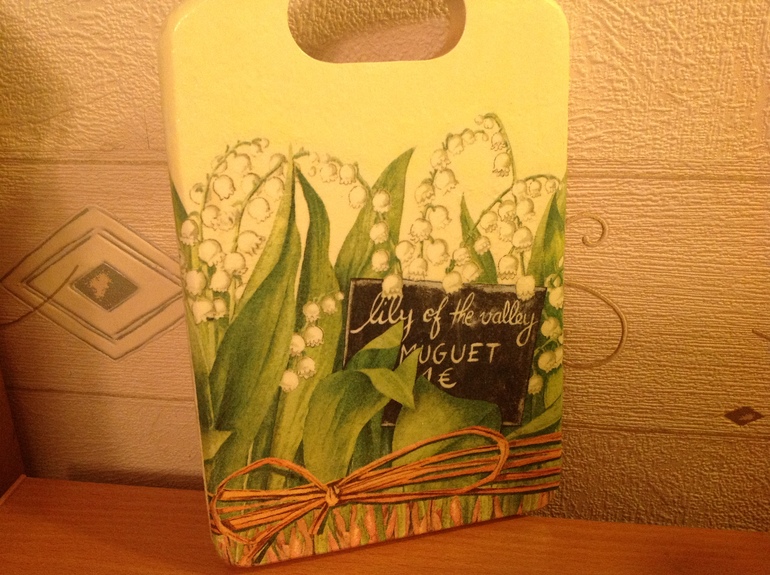 lily of the valley
MUGUET
1€